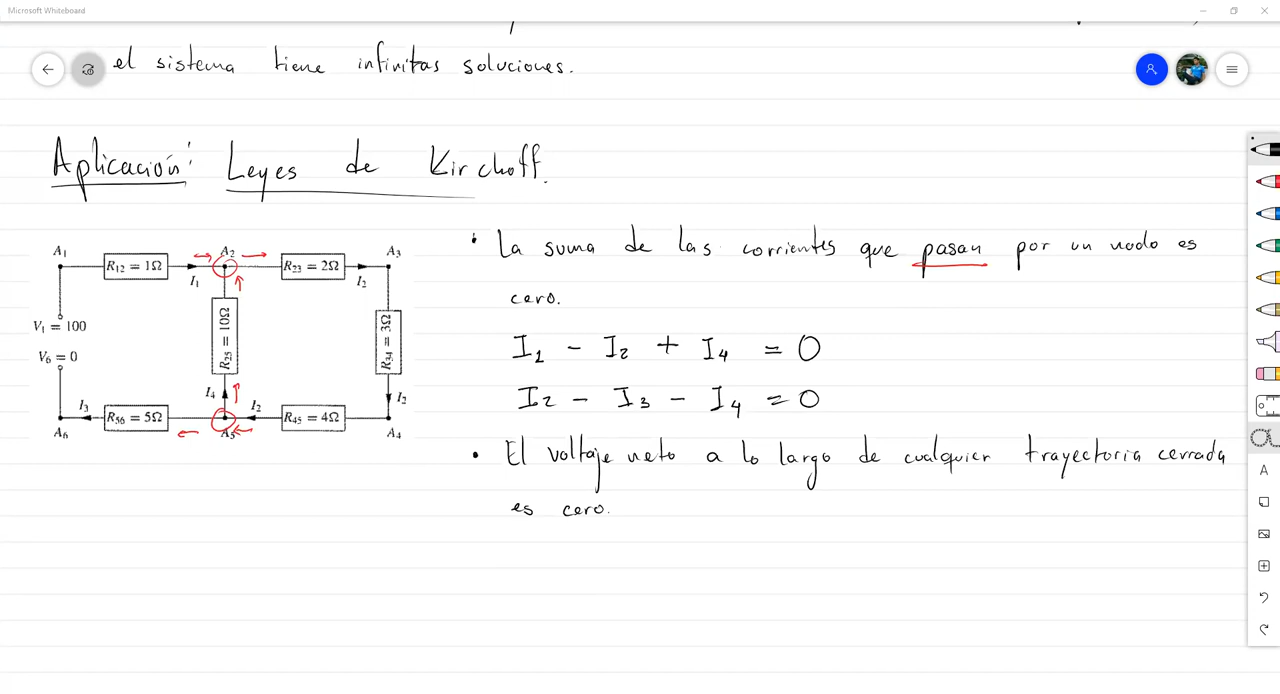 Microsoft Whiteboard
el sistema tiene infinitas soluciones.
Aplicación: Leyes de Kirchoff.
A1
A2
A3
R12 = 1Ω
R23 = 2Ω
I1
I2
V1 = 100
R25 = 10Ω
R34 = 3Ω
V6 = 0
I4
I2
I3
I2
R56 = 5Ω
R45 = 4Ω
A6
A5
A4
• La suma de las corrientes que pasan por un nodo es
cero.
I1 - I2 + I4 = 0
I2 - I3 - I4 = 0
• El voltaje neto a lo largo de cualquier trayectoria cerrada
es cero.
A